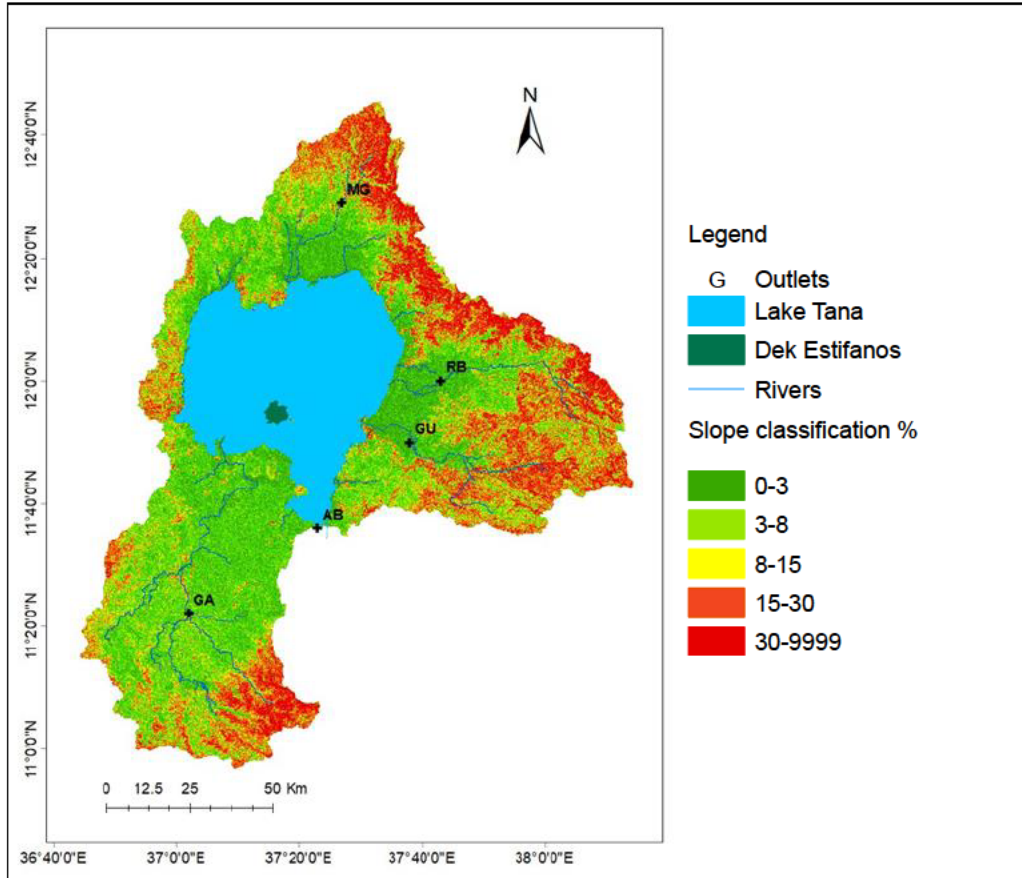 N
12°40'0"N
12°20'0"N
12°0'0"N
11°40'0"N
11°20'0"N
11°0'0"N
MG
RB
GU
AB
GA
0 12.5 25 50 Km
36°40'0"E 37°0'0"E 37°20'0"E 37°40'0"E 38°0'0"E
Legend
G Outlets
Lake Tana
Dek Estifanos
Rivers
Slope classification %
0-3
3-8
8-15
15-30
30-9999